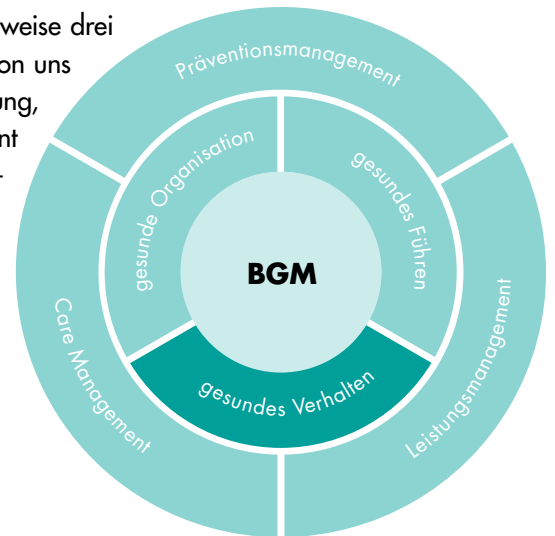 weise drei
on uns
ung,
nt
-
Präventionsmanagement
gesunde Organisation
gesundes Führen
BGM
gesundes Verhalten
Care Management
Leistungsmanagement